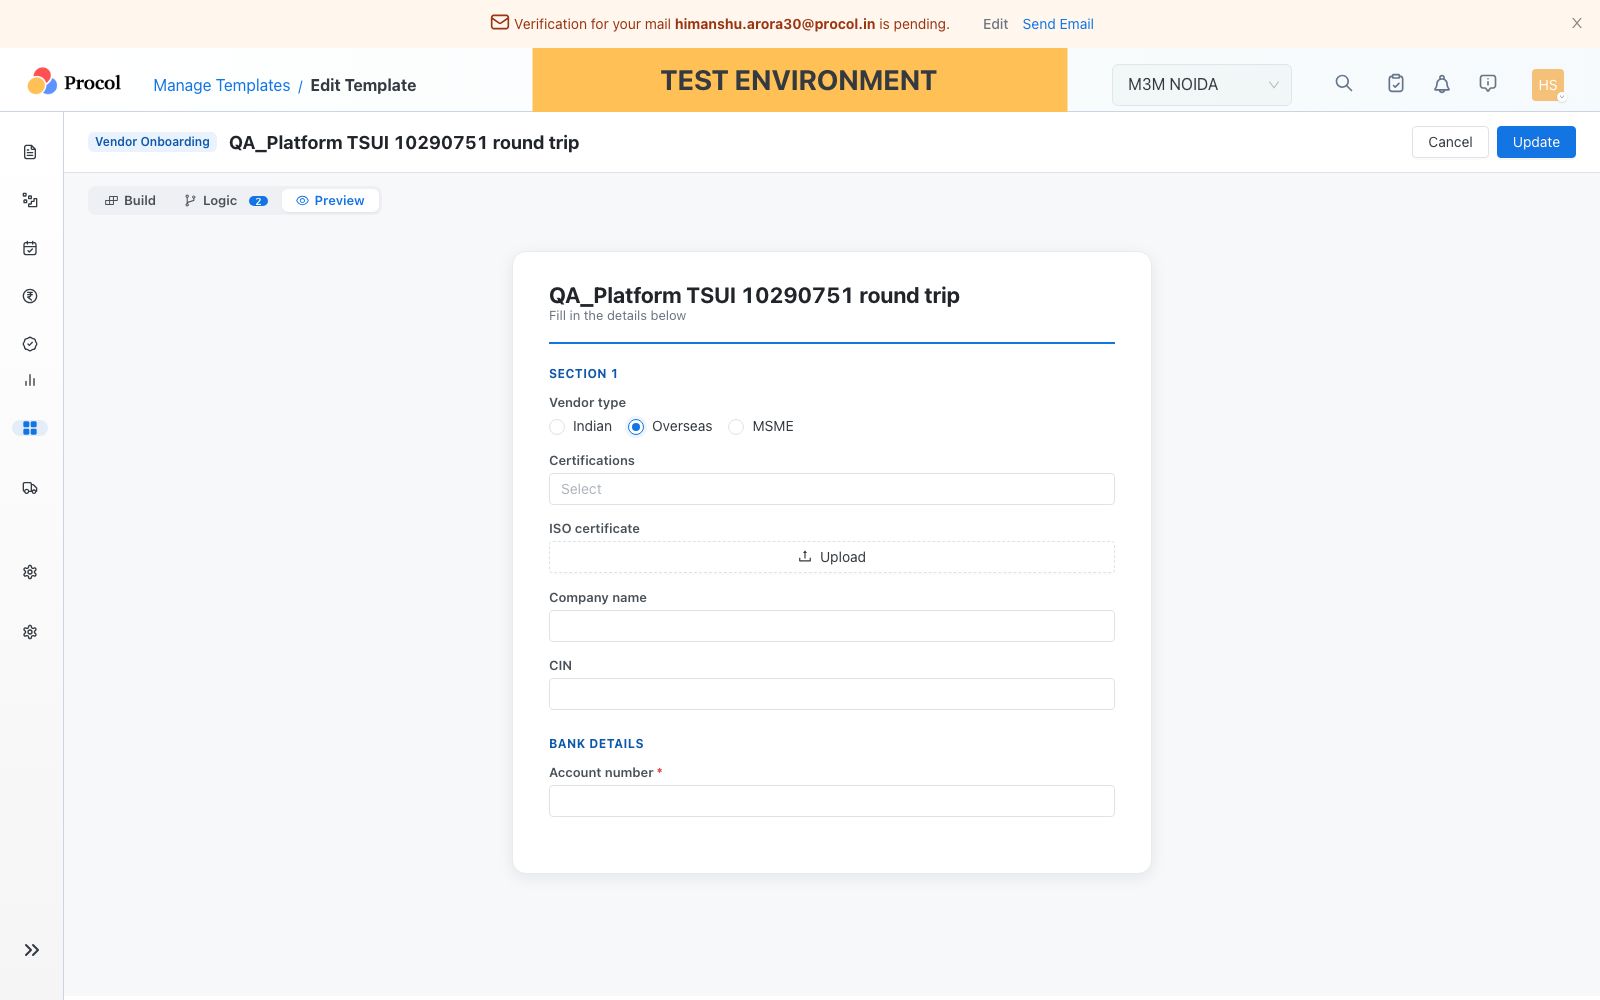 Verification for your mail himanshu.arora30@procol.in is pending. Edit Send Email
Procol
Manage Templates / Edit Template
TEST ENVIRONMENT
M3M NOIDA
HS
Vendor Onboarding
QA_Platform TSUI 10290751 round trip
Cancel
Update
Build
Logic 2
Preview
QA_Platform TSUI 10290751 round trip
Fill in the details below
SECTION 1
Vendor type
Indian Overseas MSME
Certifications
Select
ISO certificate
Upload
Company name
CIN
BANK DETAILS
Account number *